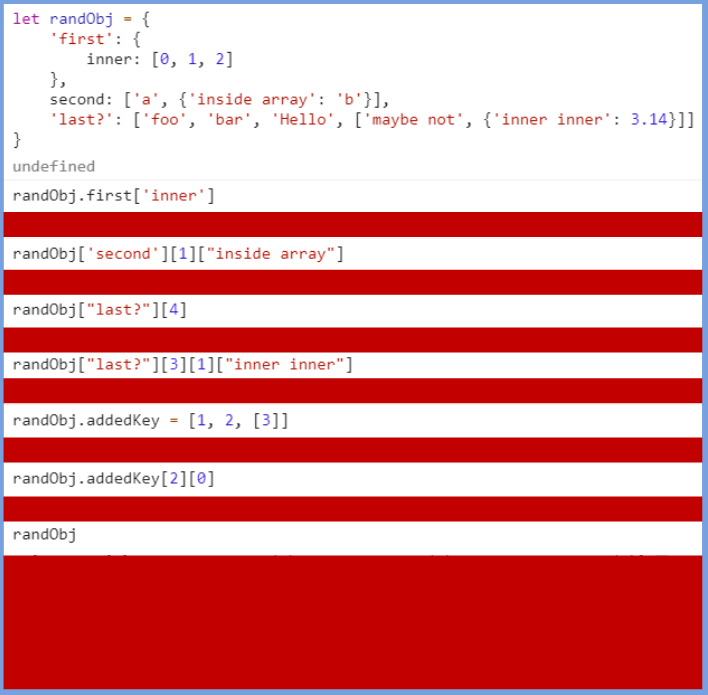 let randObj = {
    'first': {
        inner: [0, 1, 2]
    },
    second: ['a', {'inside array': 'b'}],
    'last?': ['foo', 'bar', 'Hello', ['maybe not', {'inner inner': 3.14}]]
}
undefined
randObj.first['inner']
randObj['second'][1]["inside array"]
randObj["last?"][4]
randObj["last?"][3][1]["inner inner"]
randObj.addedKey = [1, 2, [3]]
randObj.addedKey[2][0]
randObj